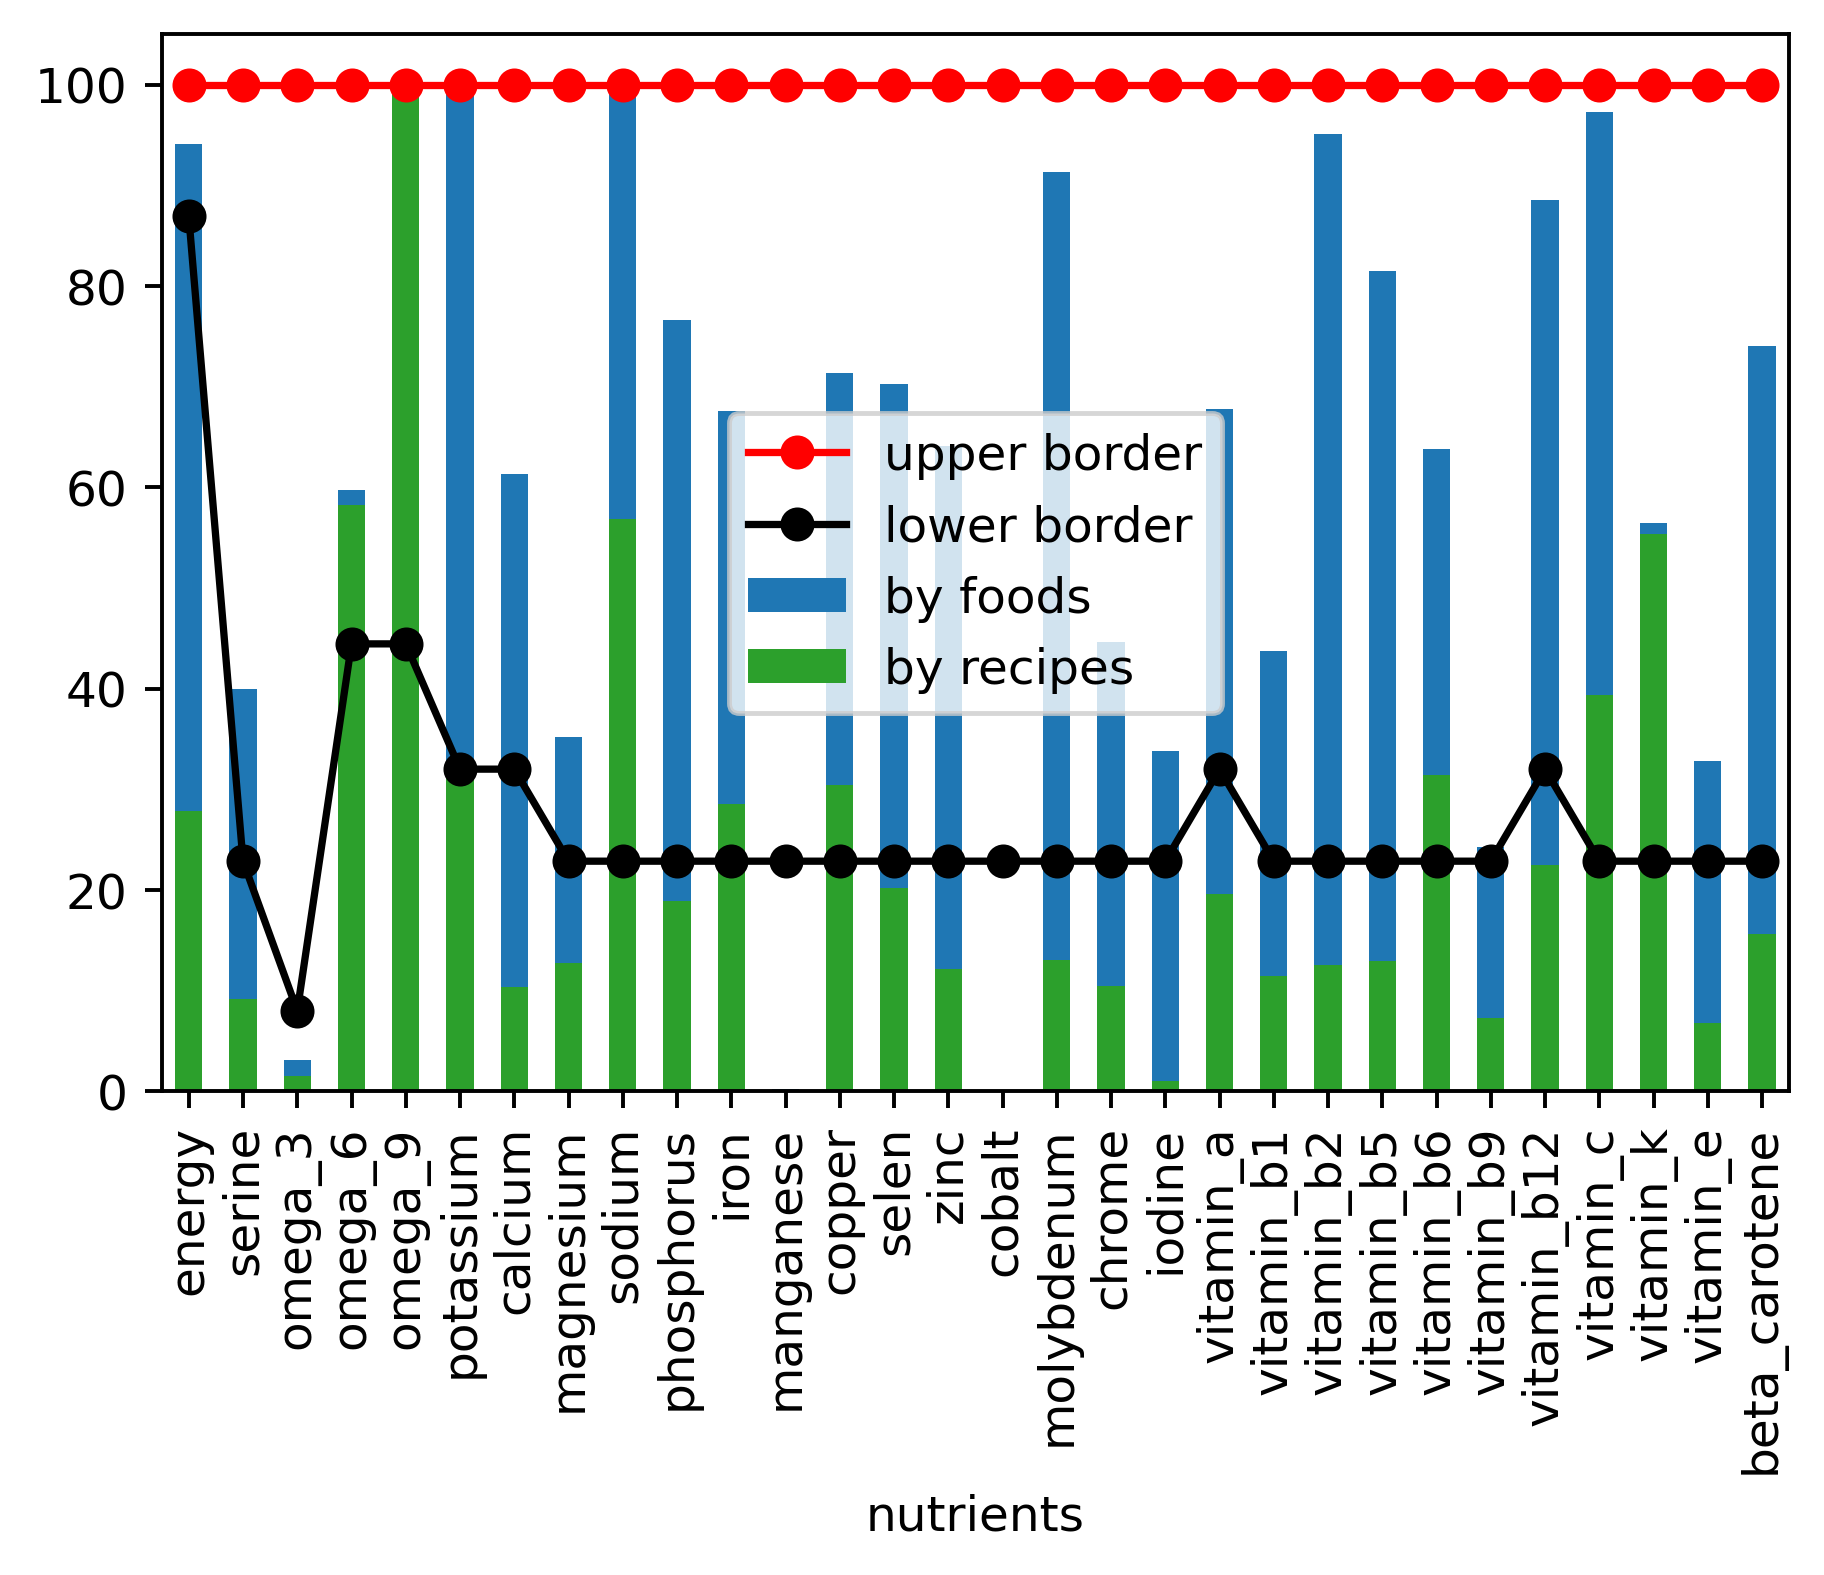 100
80
60
40
20
0
upper border
lower border
by foods
by recipes
energy
serine
omega_3
omega_6
omega_9
potassium
calcium
magnesium
sodium
phosphorus
iron
manganese
copper
selen
zinc
cobalt
molybdenum
chrome
iodine
vitamin_a
vitamin_b1
vitamin_b2
vitamin_b5
vitamin_b6
vitamin_b9
vitamin_b12
vitamin_c
vitamin_k
vitamin_e
beta_carotene
nutrients